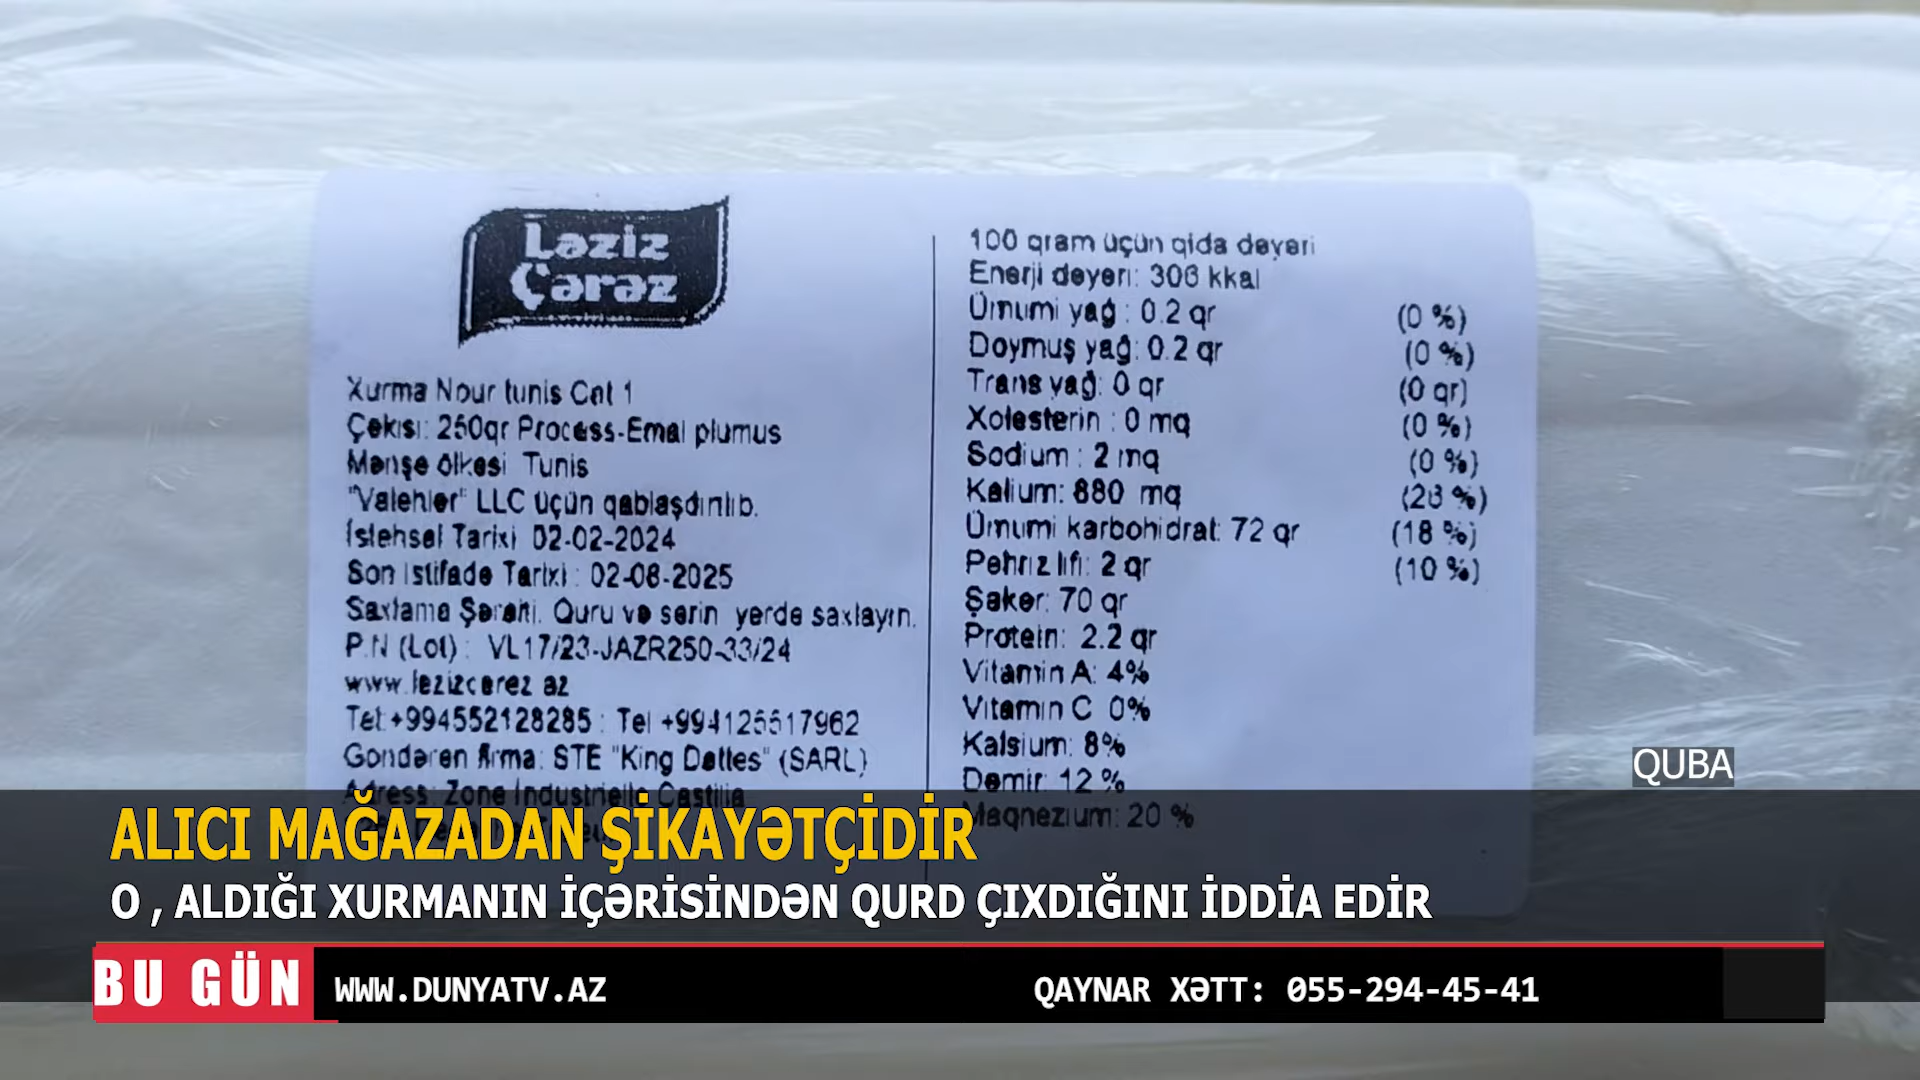 Ləziz
Çərəz
Xurma Nour tunis Cat 1
Çəkisi: 250qr Process-Emal olumus
Mənşə ölkəsi Tunis
"Valehler" LLC üçün qablaşdırılıb.
İstehsal Tarixi 02-02-2024
Son istifadə Tarixi : 02-08-2025
Saxlama Şəraiti. Quru və sərin yerdə saxlayın.
P.N (Lot) : VL17/23-JAZR250-33/24
www.lezizcerez.az
Tel:+994552128285 : Tel +994125517962
Göndərən firma: STE "King Dattes" (SARL)
Adress: Zone Industrielle Castilia
100 qram üçün qida dəyəri
Enerji dəyəri: 306 kkal
Ümumi yağ : 0.2 qr (0 %)
Doymuş yağ: 0.2 qr (0 %)
Trans yağ: 0 qr (0 qr)
Xolesterin : 0 mq (0 %)
Sodium : 2 mq (0 %)
Kalium: 880 mq (23 %)
Ümumi karbohidrat: 72 qr (18 %)
Pəhriz lifi: 2 qr (10 %)
Şəkər: 70 qr
Protein: 2.2 qr
Vitamin A: 4%
Vitamin C 0%
Kalsium: 8%
Dəmir: 12 %
Maqnezium: 20 %
QUBA
ALICI MAĞAZADAN ŞİKAYƏTÇİDİR
O , ALDIĞI XURMANIN İÇƏRİSİNDƏN QURD ÇIXDIĞINI İDDİA EDİR
BU GÜN WWW.DUNYATV.AZ QAYNAR XƏTT: 055-294-45-41